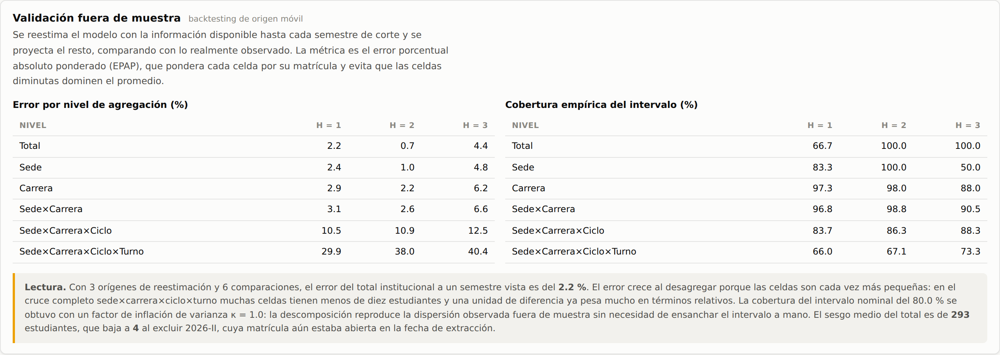 Validación fuera de muestra backtesting de origen móvil
Se reestima el modelo con la información disponible hasta cada semestre de corte y se
proyecta el resto, comparando con lo realmente observado. La métrica es el error porcentual
absoluto ponderado (EPAP), que pondera cada celda por su matrícula y evita que las celdas
diminutas dominen el promedio.
Error por nivel de agregación (%)
NIVEL H = 1 H = 2 H = 3
Total 2.2 0.7 4.4
Sede 2.4 1.0 4.8
Carrera 2.9 2.2 6.2
Sede×Carrera 3.1 2.6 6.6
Sede×Carrera×Ciclo 10.5 10.9 12.5
Sede×Carrera×Ciclo×Turno 29.9 38.0 40.4
Cobertura empírica del intervalo (%)
NIVEL H = 1 H = 2 H = 3
Total 66.7 100.0 100.0
Sede 83.3 100.0 50.0
Carrera 97.3 98.0 88.0
Sede×Carrera 96.8 98.8 90.5
Sede×Carrera×Ciclo 83.7 86.3 88.3
Sede×Carrera×Ciclo×Turno 66.0 67.1 73.3
Lectura. Con 3 orígenes de reestimación y 6 comparaciones, el error del total institucional a un semestre vista es del 2.2 %. El error crece al desagregar porque las celdas son cada vez más pequeñas: en el
cruce completo sede×carrera×ciclo×turno muchas celdas tienen menos de diez estudiantes y una unidad de diferencia ya pesa mucho en términos relativos. La cobertura del intervalo nominal del 80.0 % se
obtuvo con un factor de inflación de varianza κ = 1.0: la descomposición reproduce la dispersión observada fuera de muestra sin necesidad de ensanchar el intervalo a mano. El sesgo medio del total es de 293
estudiantes, que baja a 4 al excluir 2026-II, cuya matrícula aún estaba abierta en la fecha de extracción.